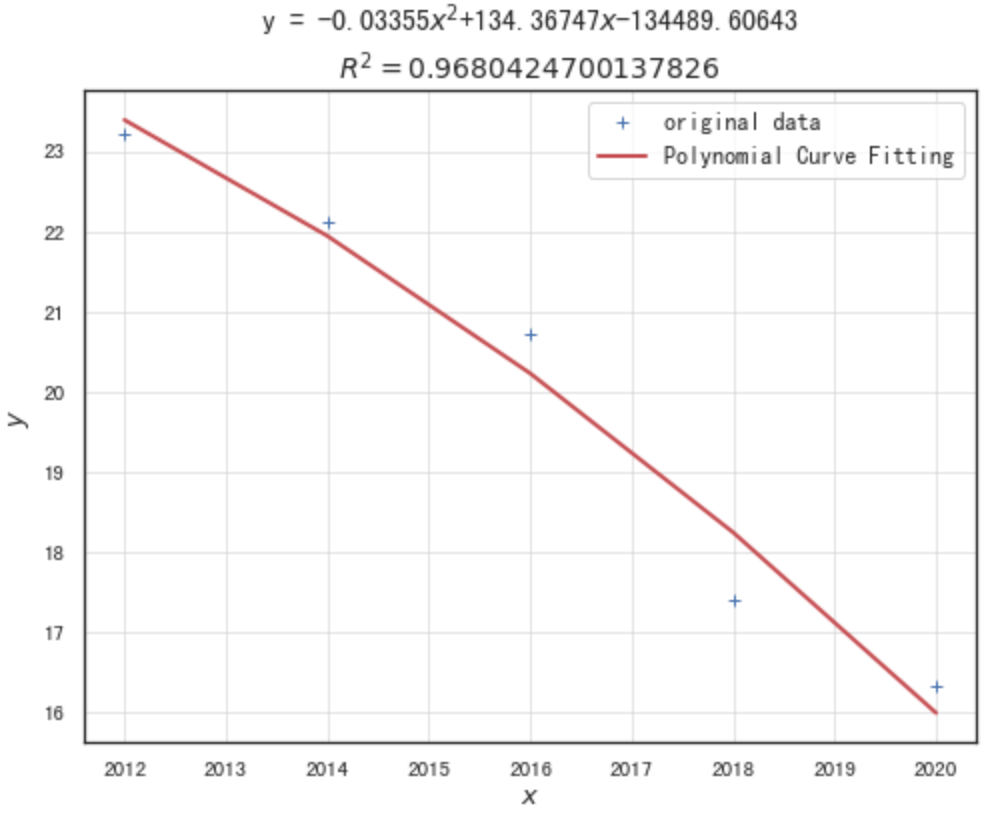 y = −0.03355x²+134.36747x−134489.60643
R² = 0.9680424700137826
original data
Polynomial Curve Fitting
23
22
21
20
19
18
17
16
y
2012 2013 2014 2015 2016 2017 2018 2019 2020
x